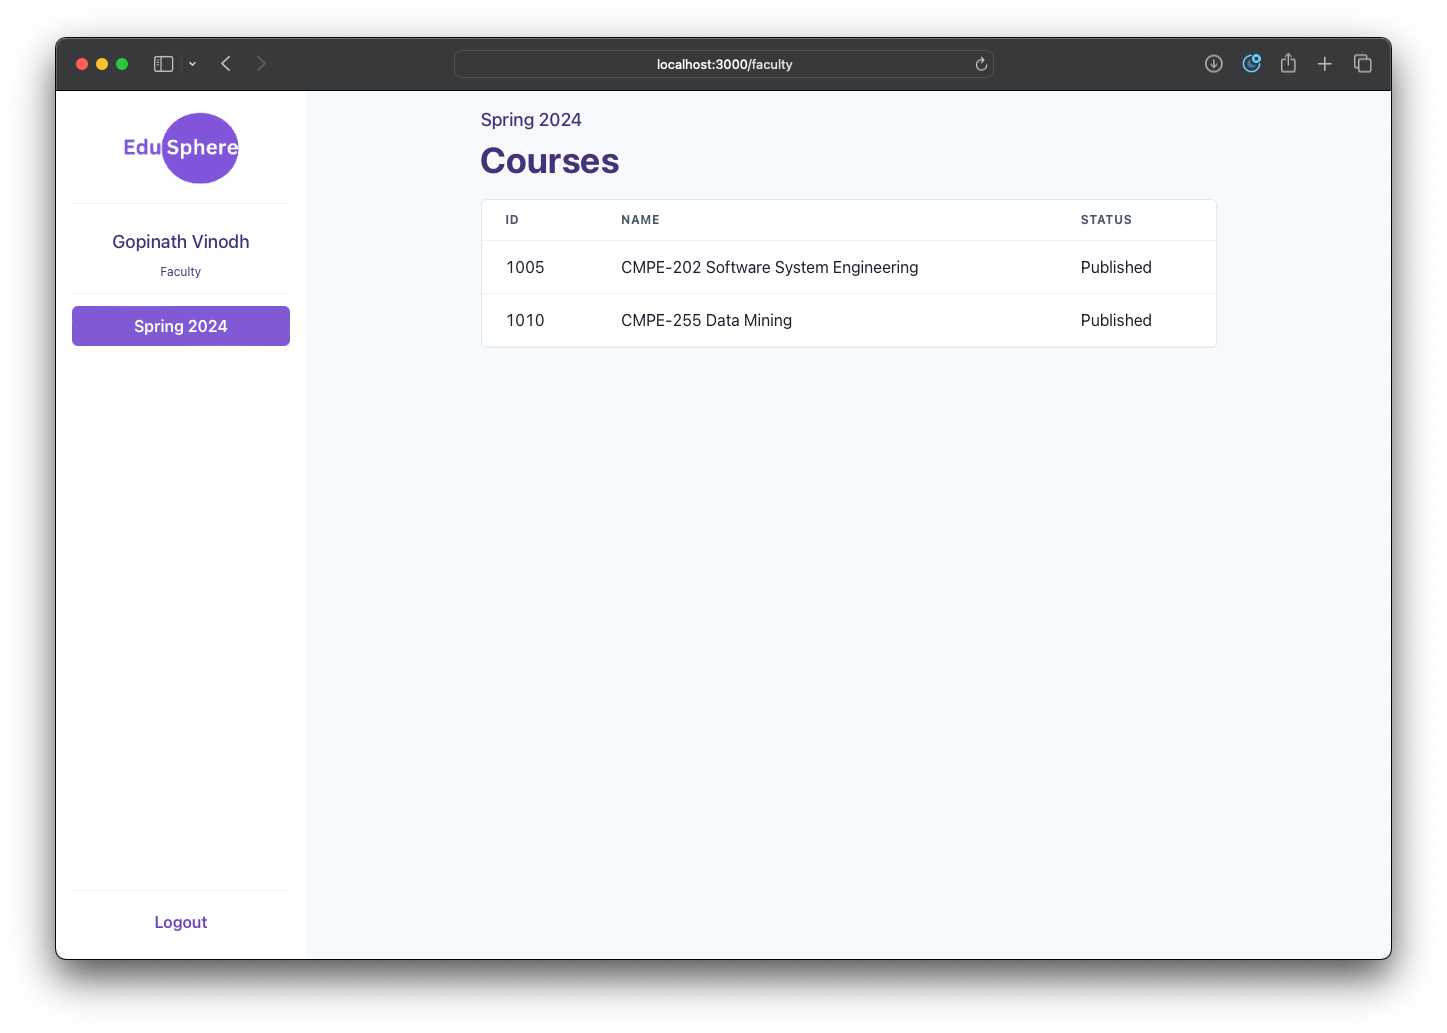 localhost:3000/faculty
EduSphere
Gopinath Vinodh
Faculty
Spring 2024
Logout
Spring 2024
Courses
ID NAME STATUS
1005 CMPE-202 Software System Engineering Published
1010 CMPE-255 Data Mining Published